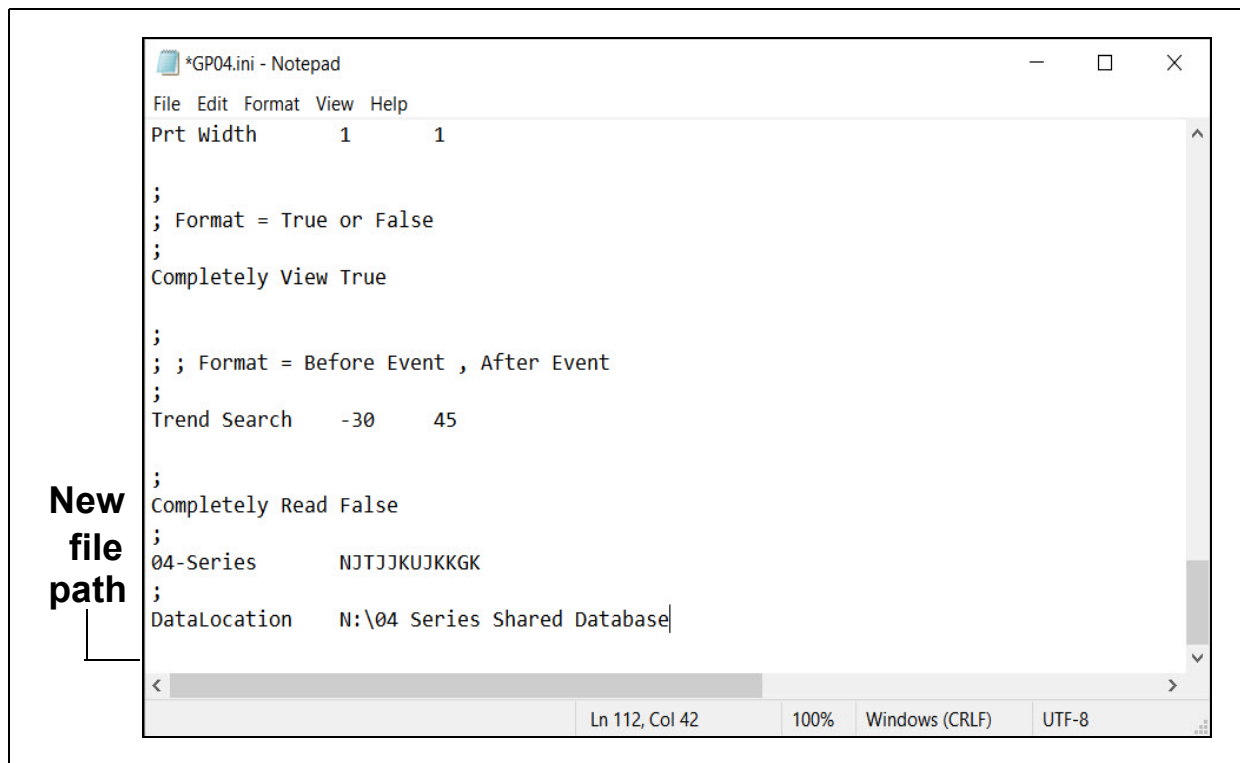 *GP04.ini - Notepad
File Edit Format View Help
Prt Width 1 1
;
; Format = True or False
;
Completely View True
;
; ; Format = Before Event , After Event
;
Trend Search -30 45
;
Completely Read False
;
04-Series NJTJJKUJKKGK
;
DataLocation N:\04 Series Shared Database
New
file
path
Ln 112, Col 42 100% Windows (CRLF) UTF-8